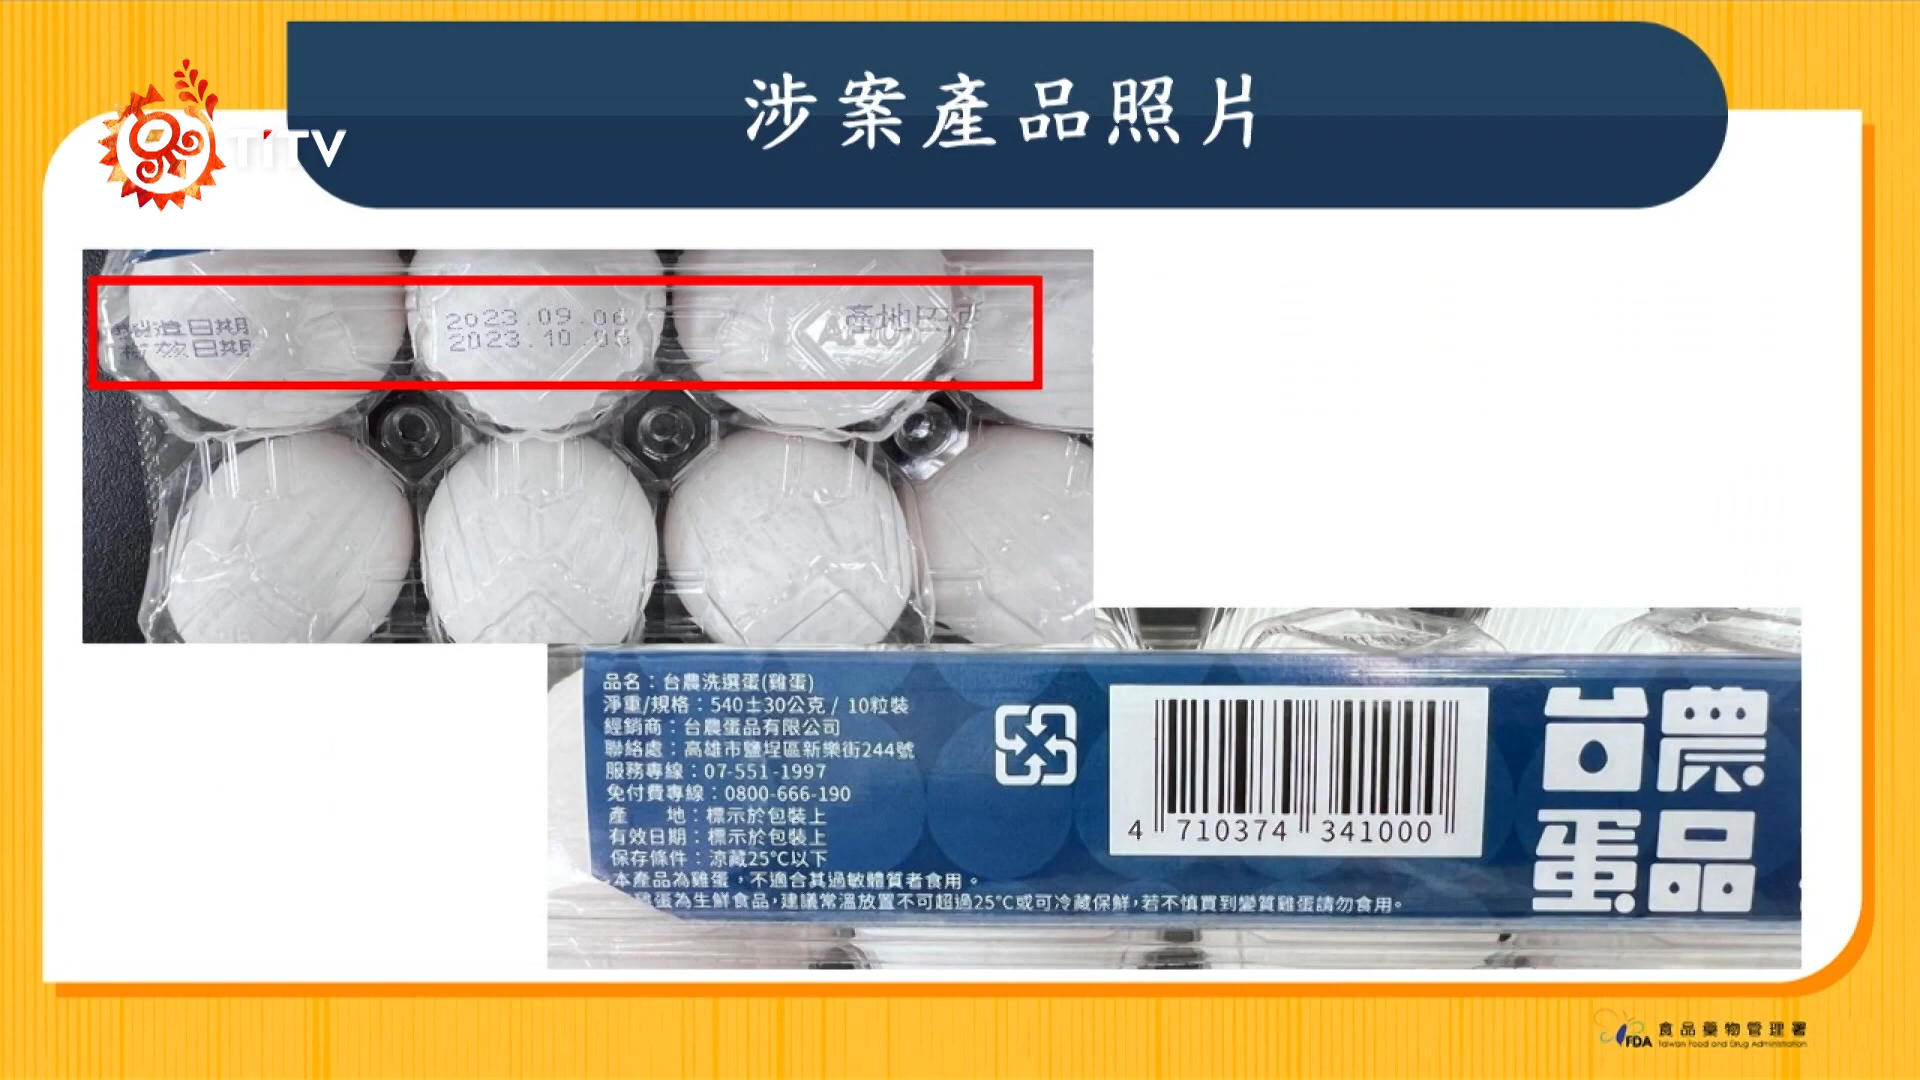 涉案產品照片
TiTV
製造日期 2023.09.06 產地巴西
有效日期 2023.10.05
品名：台農洗選蛋(雞蛋)
淨重/規格：540±30公克 / 10粒裝
經銷商：台農蛋品有限公司
聯絡處：高雄市鹽埕區新樂街244號
服務專線：07-551-1997
免付費專線：0800-666-190
產　　地：標示於包裝上
有效日期：標示於包裝上
保存條件：涼藏25°C以下
本產品為雞蛋，不適合其過敏體質者食用。
雞蛋為生鮮食品，建議常溫放置不可超過25°C或可冷藏保鮮，若不慎買到變質雞蛋請勿食用。
4 710374 341000
台農
蛋品
FDA 食品藥物管理署
Taiwan Food and Drug Administration